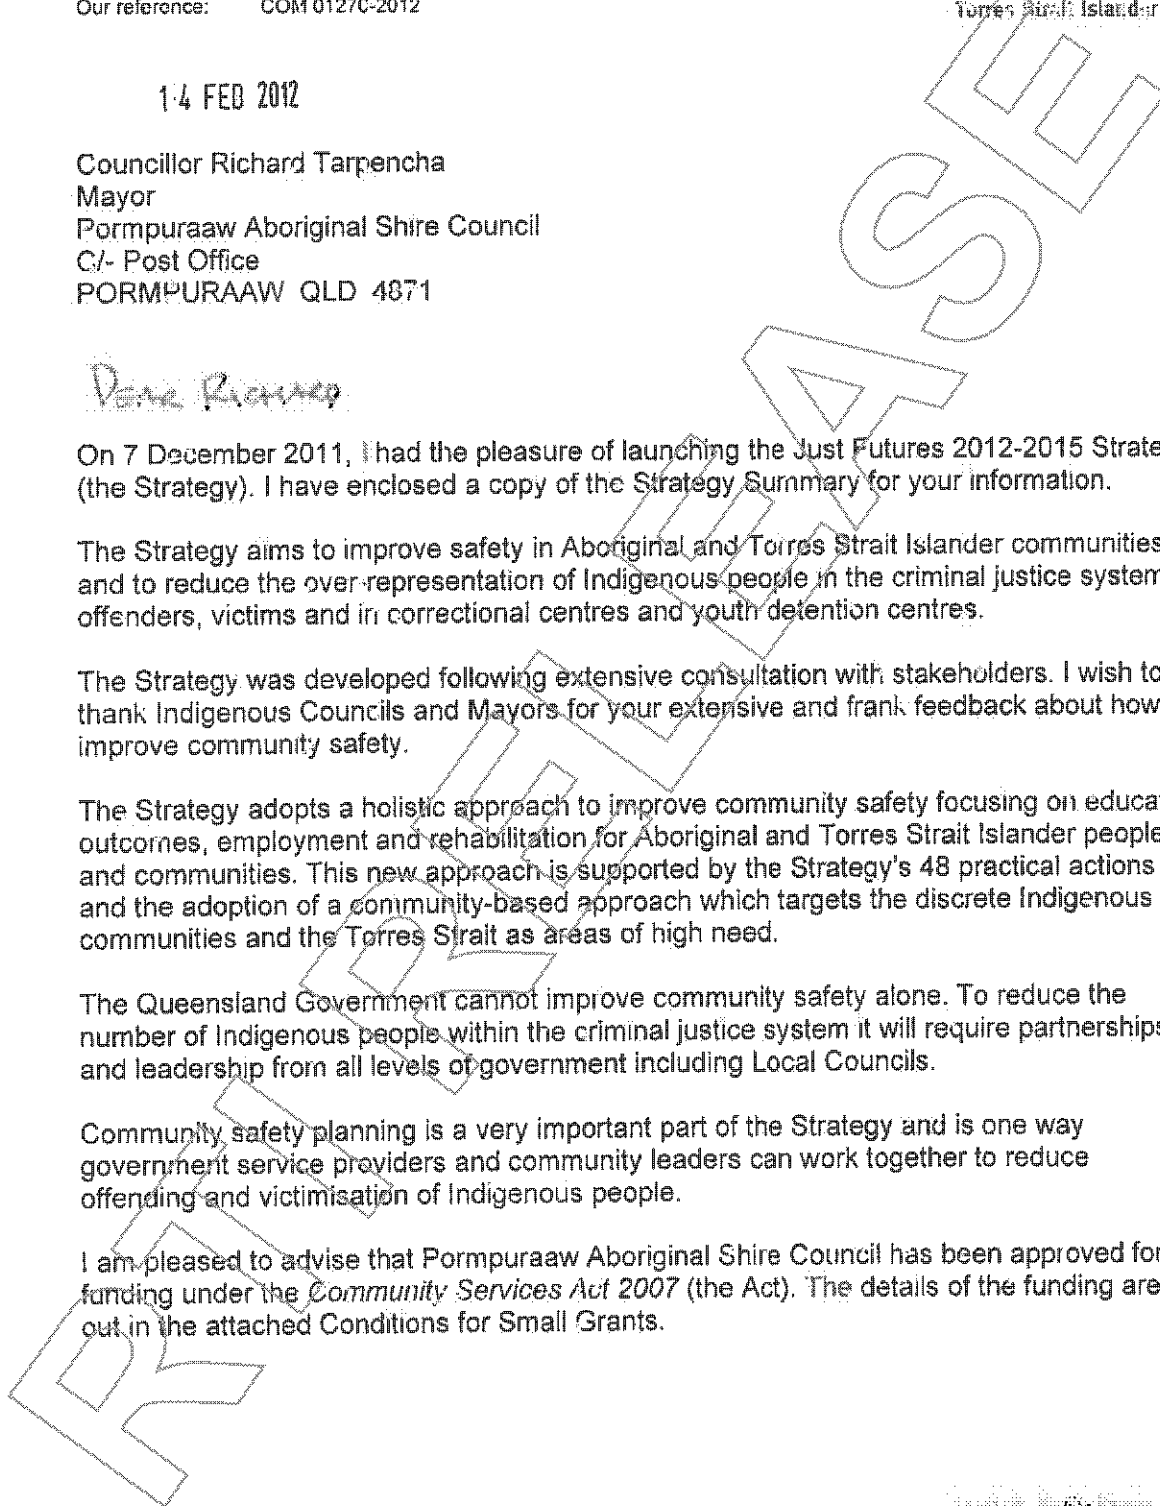 Our reference: COM 01270-2012
Torres Strait Islander
14 FEB 2012
Councillor Richard Tarpencha
Mayor
Pormpuraaw Aboriginal Shire Council
C/- Post Office
PORMPURAAW QLD 4871
Dear Richard
On 7 December 2011, I had the pleasure of launching the Just Futures 2012-2015 Strate
(the Strategy). I have enclosed a copy of the Strategy Summary for your information.
The Strategy aims to improve safety in Aboriginal and Torres Strait Islander communities
and to reduce the over-representation of Indigenous people in the criminal justice system
offenders, victims and in correctional centres and youth detention centres.
The Strategy was developed following extensive consultation with stakeholders. I wish to
thank Indigenous Councils and Mayors for your extensive and frank feedback about how
improve community safety.
The Strategy adopts a holistic approach to improve community safety focusing on educa
outcomes, employment and rehabilitation for Aboriginal and Torres Strait Islander people
and communities. This new approach is supported by the Strategy's 48 practical actions
and the adoption of a community-based approach which targets the discrete Indigenous
communities and the Torres Strait as areas of high need.
The Queensland Government cannot improve community safety alone. To reduce the
number of Indigenous people within the criminal justice system it will require partnerships
and leadership from all levels of government including Local Councils.
Community safety planning is a very important part of the Strategy and is one way
government service providers and community leaders can work together to reduce
offending and victimisation of Indigenous people.
I am pleased to advise that Pormpuraaw Aboriginal Shire Council has been approved for
funding under the Community Services Act 2007 (the Act). The details of the funding are
out in the attached Conditions for Small Grants.
RTI RELEASE